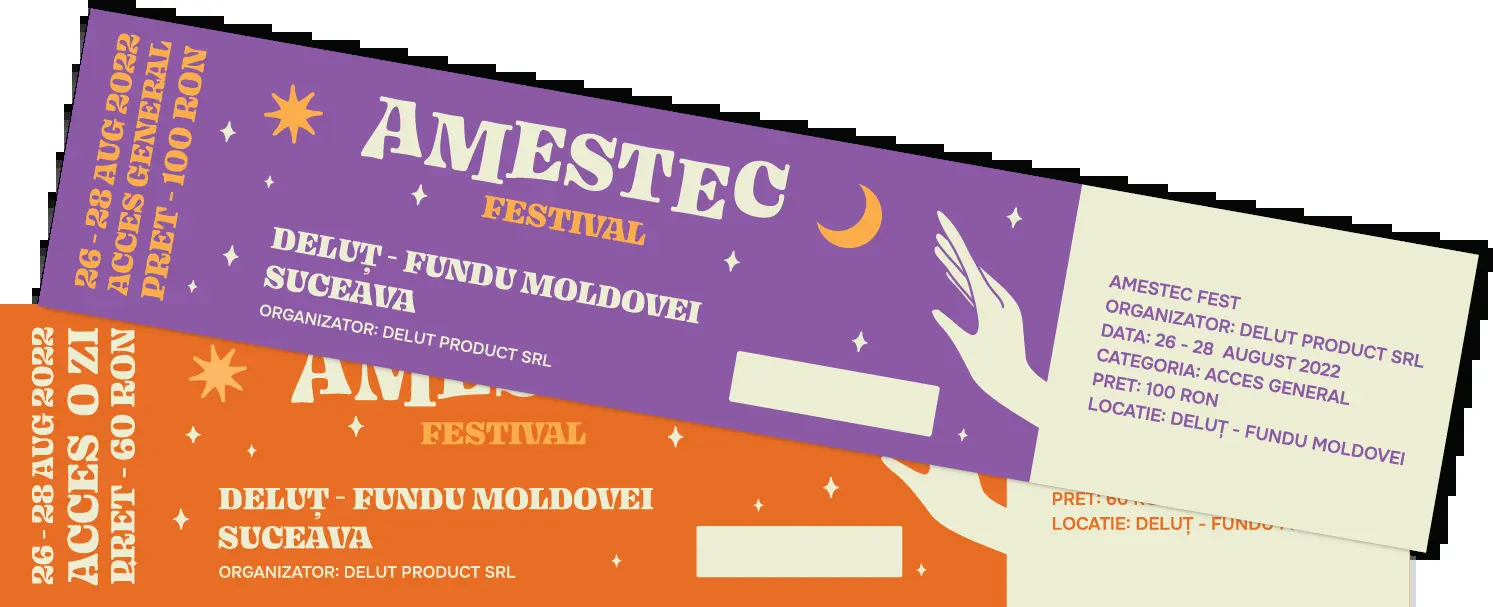 26 - 28 AUG 2022
ACCES GENERAL
PRET - 100 RON
AMESTEC
FESTIVAL
DELUȚ - FUNDU MOLDOVEI
SUCEAVA
ORGANIZATOR: DELUT PRODUCT SRL
AMESTEC FEST
ORGANIZATOR: DELUT PRODUCT SRL
DATA: 26 - 28 AUGUST 2022
CATEGORIA: ACCES GENERAL
PRET: 100 RON
LOCATIE: DELUȚ - FUNDU MOLDOVEI
26 - 28 AUG 2022
ACCES O ZI
PRET - 60 RON
FESTIVAL
DELUȚ - FUNDU MOLDOVEI
SUCEAVA
ORGANIZATOR: DELUT PRODUCT SRL
PRET: 60
LOCATIE: DELUȚ - FUNDU